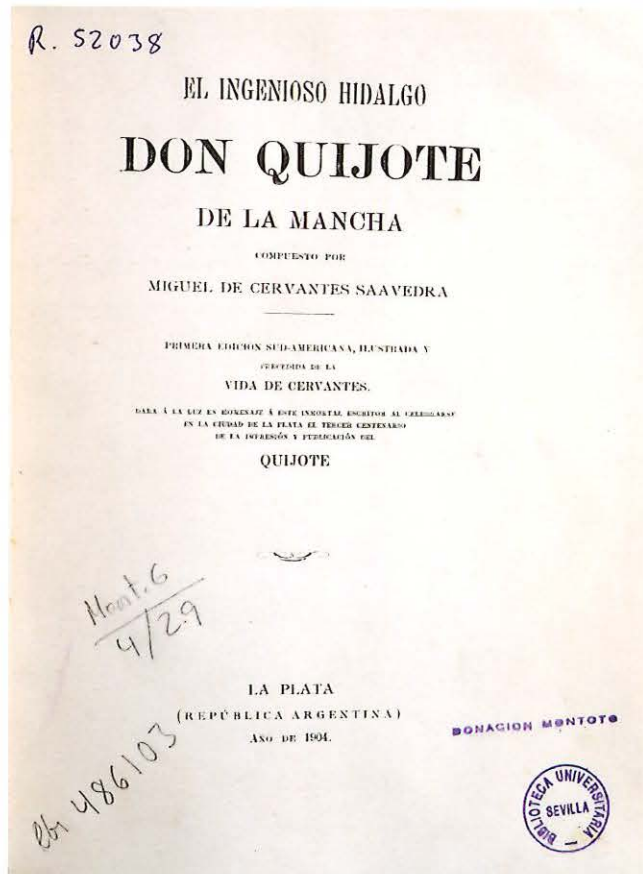 R. 52038
EL INGENIOSO HIDALGO
DON QUIJOTE
DE LA MANCHA
COMPUESTO POR
MIGUEL DE CERVANTES SAAVEDRA
PRIMERA EDICION SUD-AMERICANA, ILUSTRADA Y
PRECEDIDA DE LA
VIDA DE CERVANTES.
DADA Á LA LUZ EN HOMENAJE Á ESTE INMORTAL ESCRITOR AL CELEBRARSE
EN LA CIUDAD DE LA PLATA EL TERCER CENTENARIO
DE LA IMPRESIÓN Y PUBLICACIÓN DEL
QUIJOTE
Mont. 6
4/29
LA PLATA
(REPÚBLICA ARGENTINA)
AÑO DE 1904.
DONACION MONTOTO
486103
BIBLIOTECA UNIVERSITARIA
SEVILLA